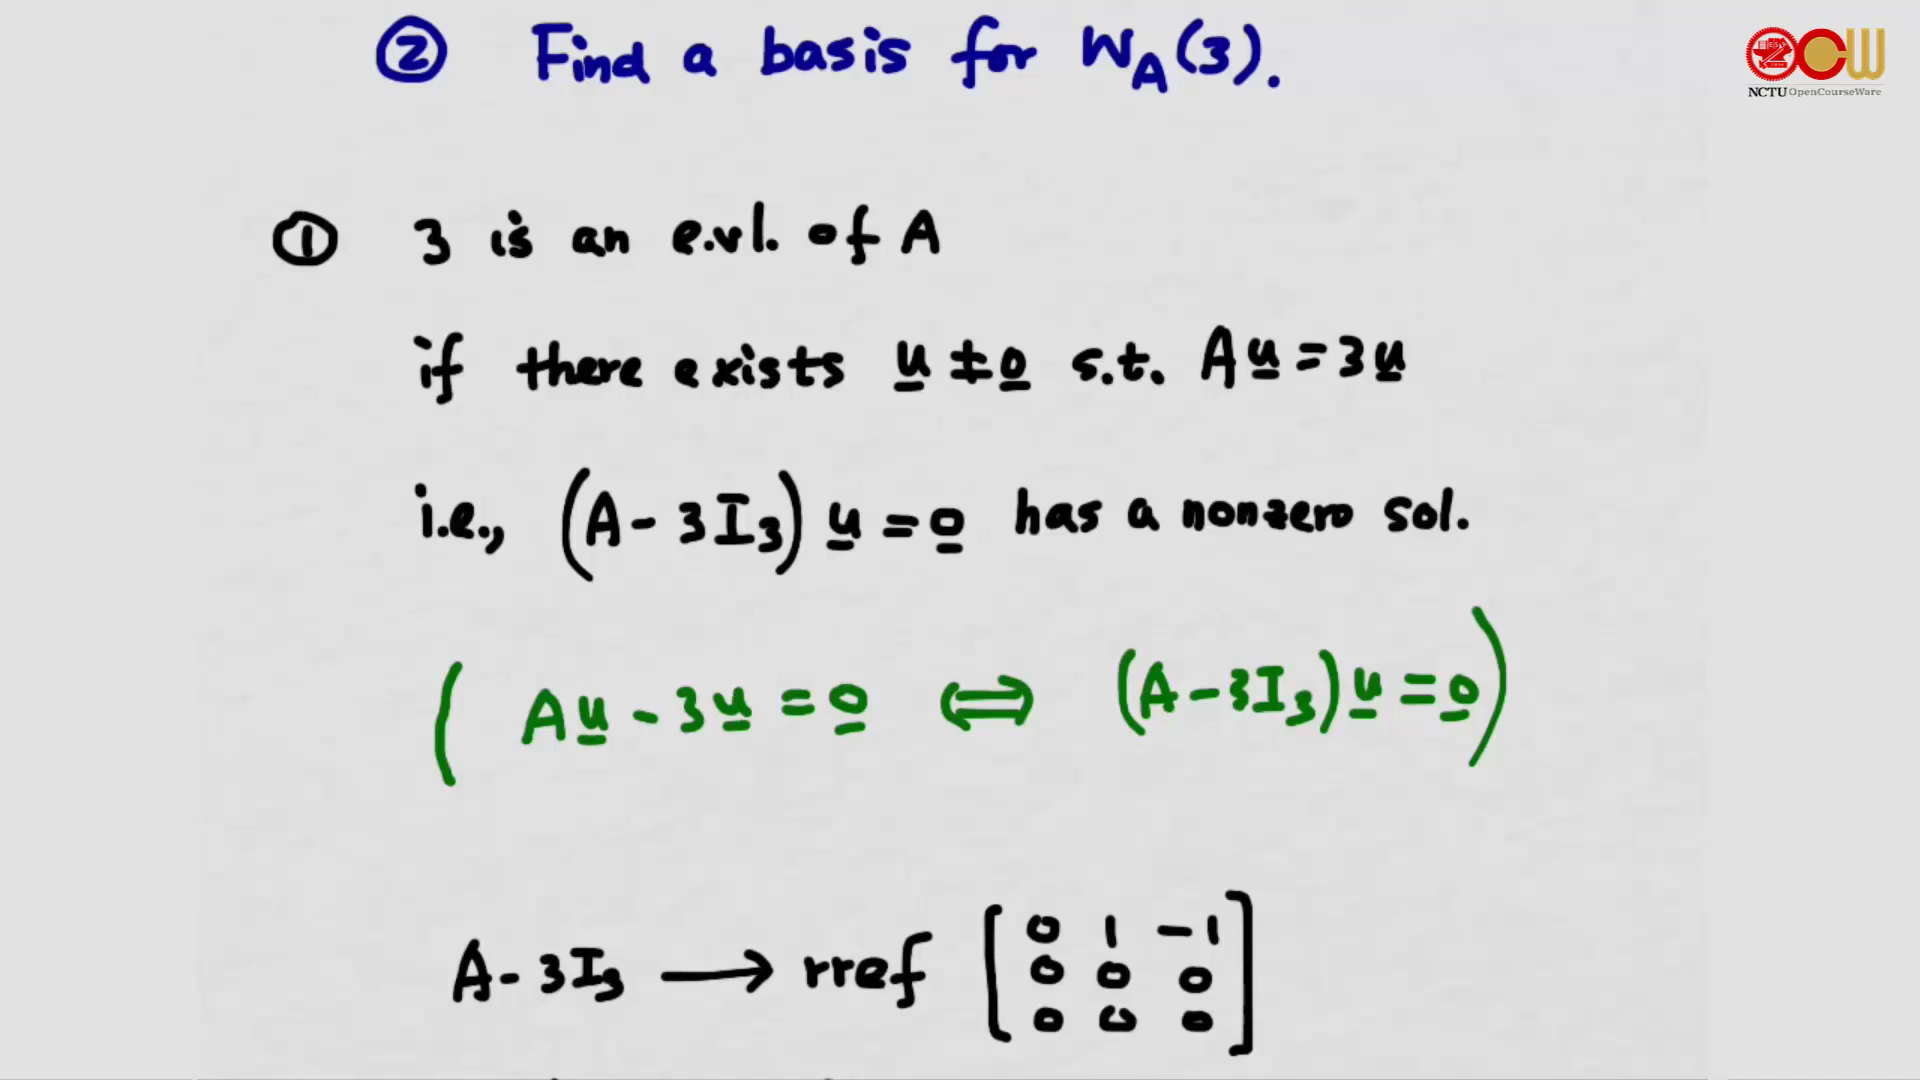 ② Find a basis for W_A(3).
OCW
NCTU OpenCourseWare
① 3 is an e.vl. of A
if there exists u ≠ 0 s.t. Au = 3u
i.e., (A - 3I₃) u = 0 has a nonzero sol.
( Au - 3u = 0 ⟺ (A - 3I₃) u = 0 )
A - 3I₃ ⟶ rref [ 0 1 -1
0 0 0
0 0 0 ]